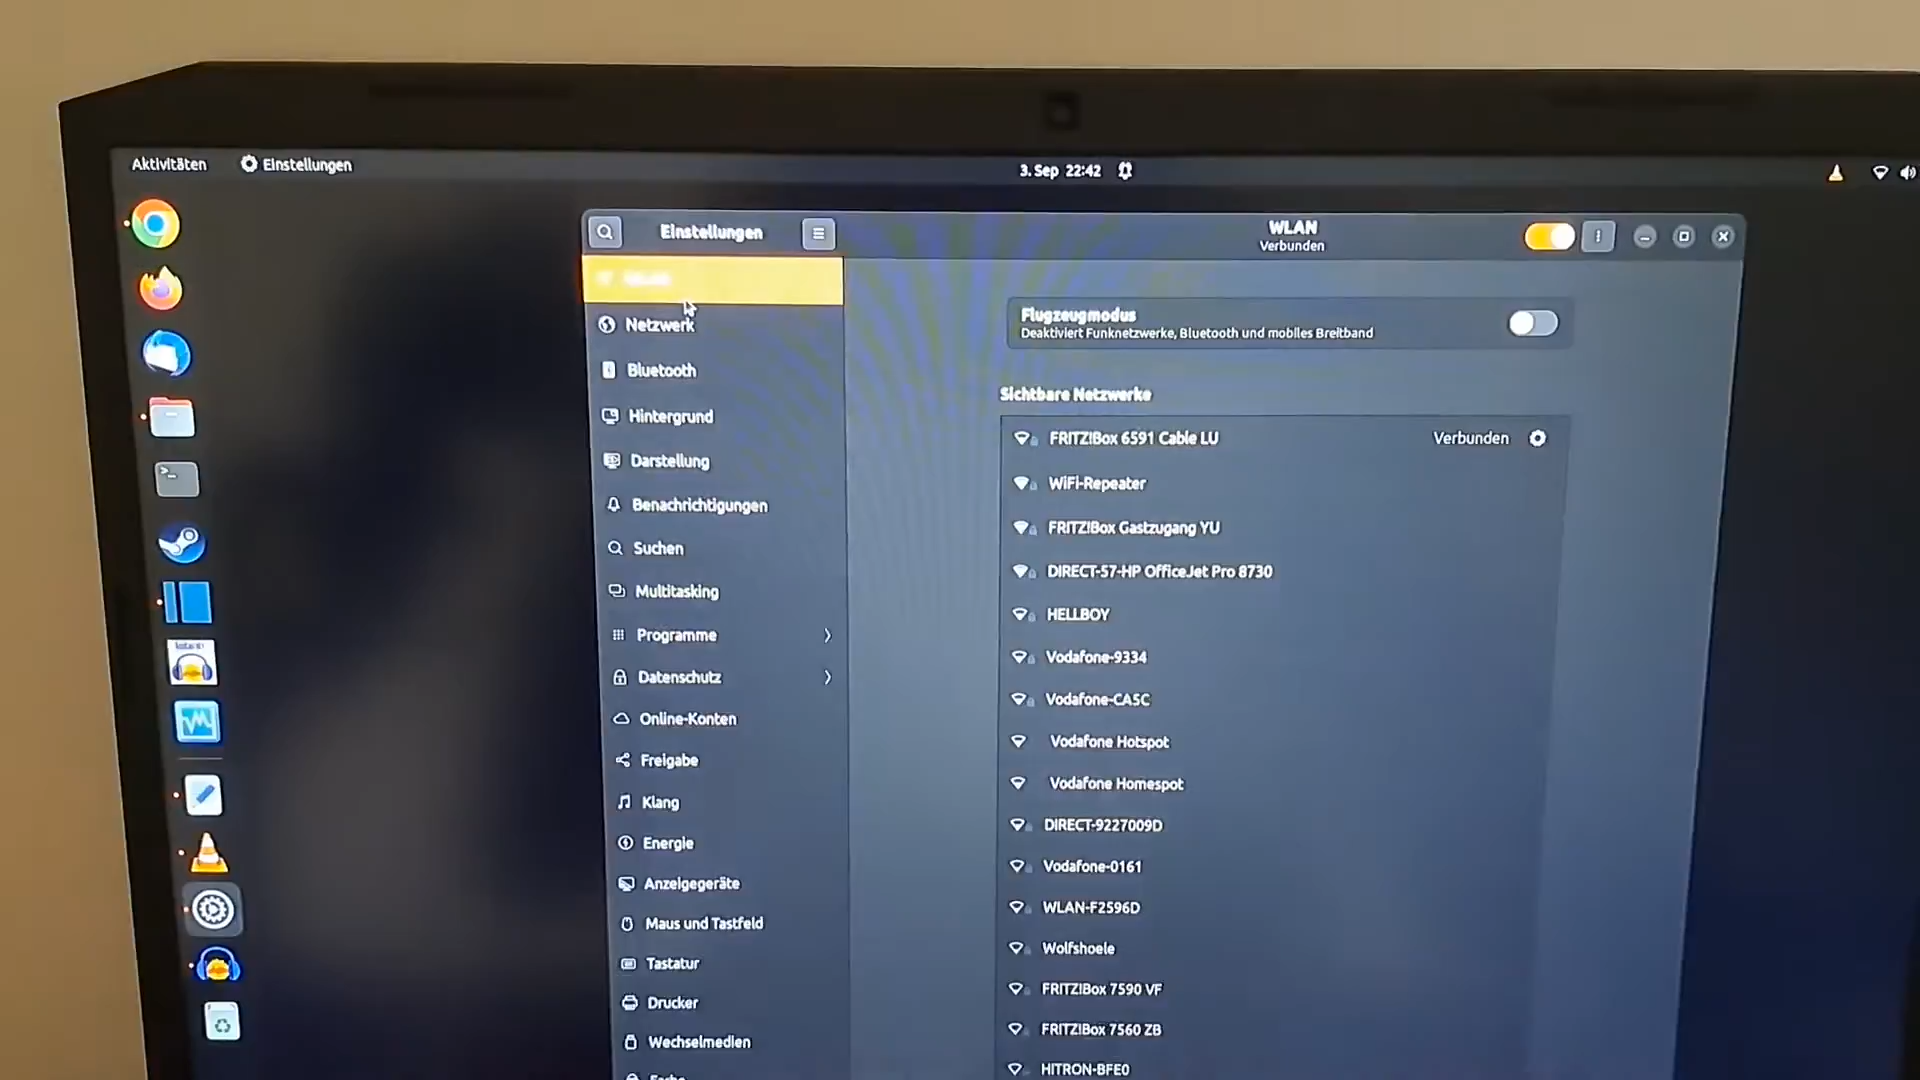 Aktivitäten
Einstellungen
3. Sep 22:42
Einstellungen
WLAN
Verbunden
Netzwerk
Bluetooth
Hintergrund
Darstellung
Benachrichtigungen
Suchen
Multitasking
Programme
Datenschutz
Online-Konten
Freigabe
Klang
Energie
Anzeigegeräte
Maus und Tastfeld
Tastatur
Drucker
Wechselmedien
Flugzeugmodus
Deaktiviert Funknetzwerke, Bluetooth und mobiles Breitband
Sichtbare Netzwerke
FRITZ!Box 6591 Cable LU
Verbunden
WiFi-Repeater
FRITZ!Box Gastzugang YU
DIRECT-57-HP OfficeJet Pro 8730
HELLBOY
Vodafone-9334
Vodafone-CA5C
Vodafone Hotspot
Vodafone Homespot
DIRECT-9227009D
Vodafone-0161
WLAN-F2596D
Wolfshoele
FRITZ!Box 7590 VF
FRITZ!Box 7560 ZB
HITRON-BFE0